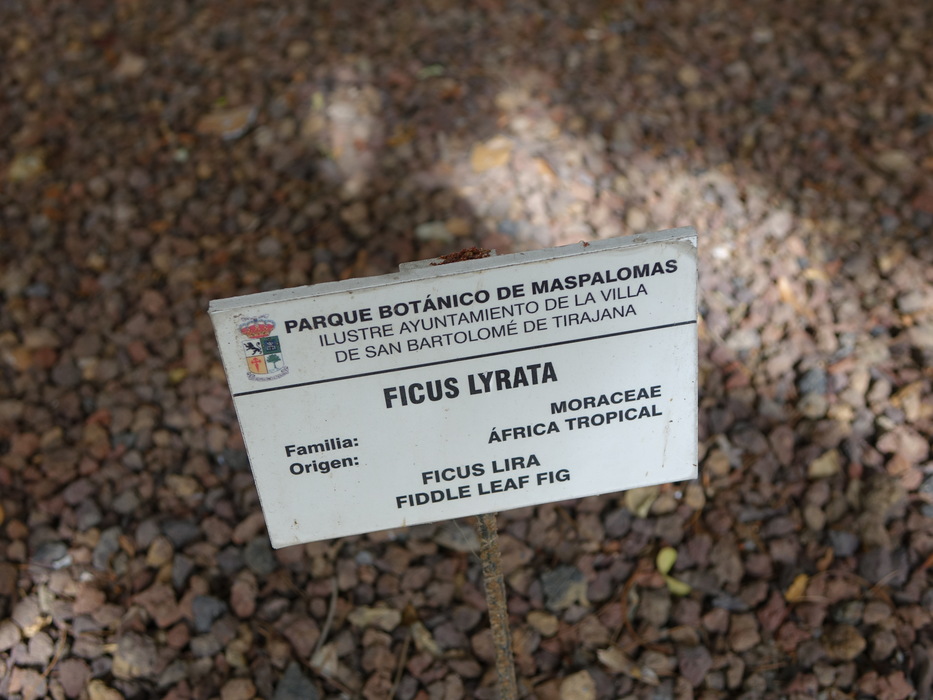 PARQUE BOTÁNICO DE MASPALOMAS
ILUSTRE AYUNTAMIENTO DE LA VILLA
DE SAN BARTOLOMÉ DE TIRAJANA
FICUS LYRATA
Familia: MORACEAE
Origen: ÁFRICA TROPICAL
FICUS LIRA
FIDDLE LEAF FIG